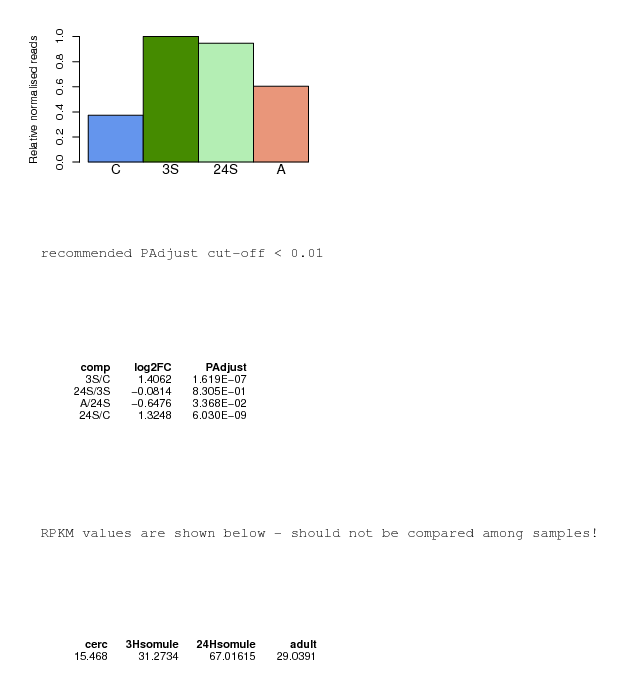 Relative normalised reads
1.0
0.8
0.6
0.4
0.2
0.0
C 3S 24S A
recommended PAdjust cut-off < 0.01
comp log2FC PAdjust
3S/C 1.4062 1.619E−07
24S/3S −0.0814 8.305E−01
A/24S −0.6476 3.368E−02
24S/C 1.3248 6.030E−09
RPKM values are shown below - should not be compared among samples!
cerc 3Hsomule 24Hsomule adult
15.468 31.2734 67.01615 29.0391